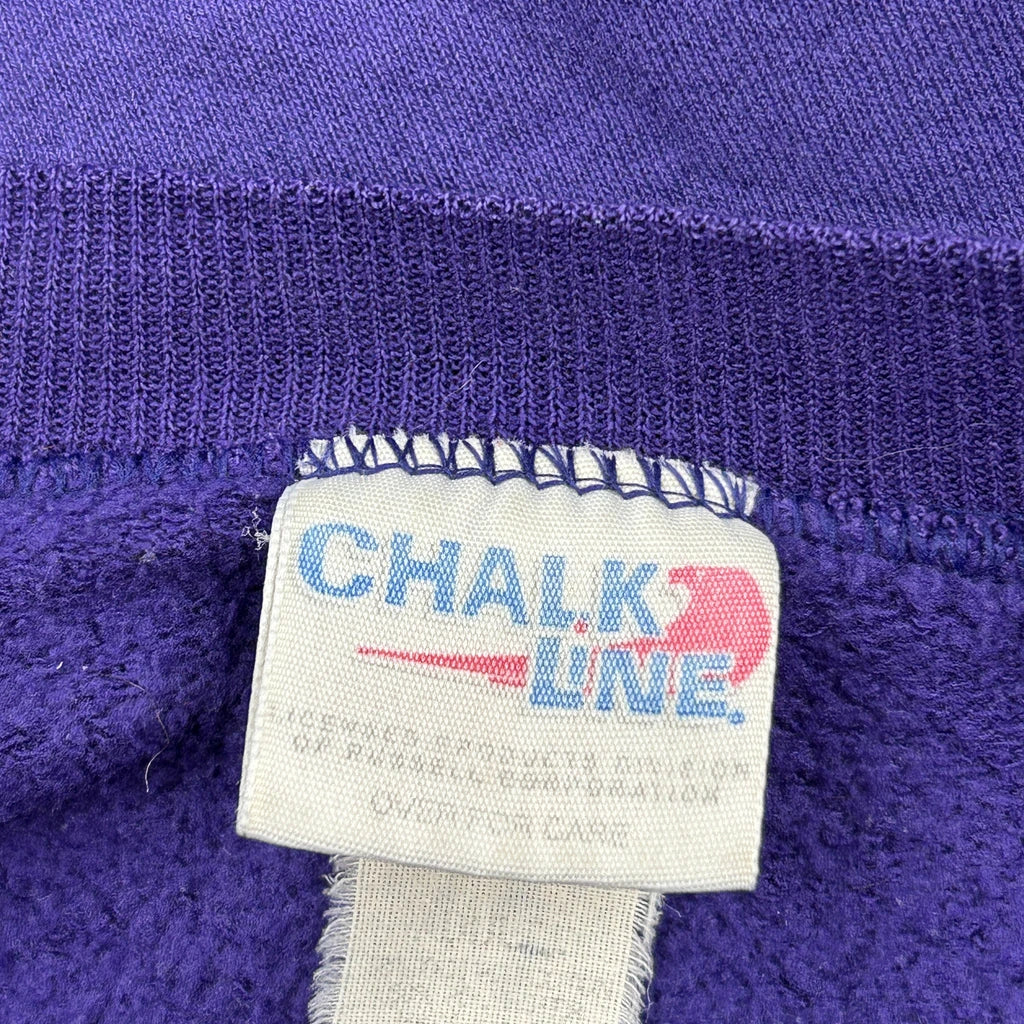 CHALK
LINE.
LICENSED PRODUCTS DIVISION
OF RUSSELL CORPORATION
OVER FOR CARE